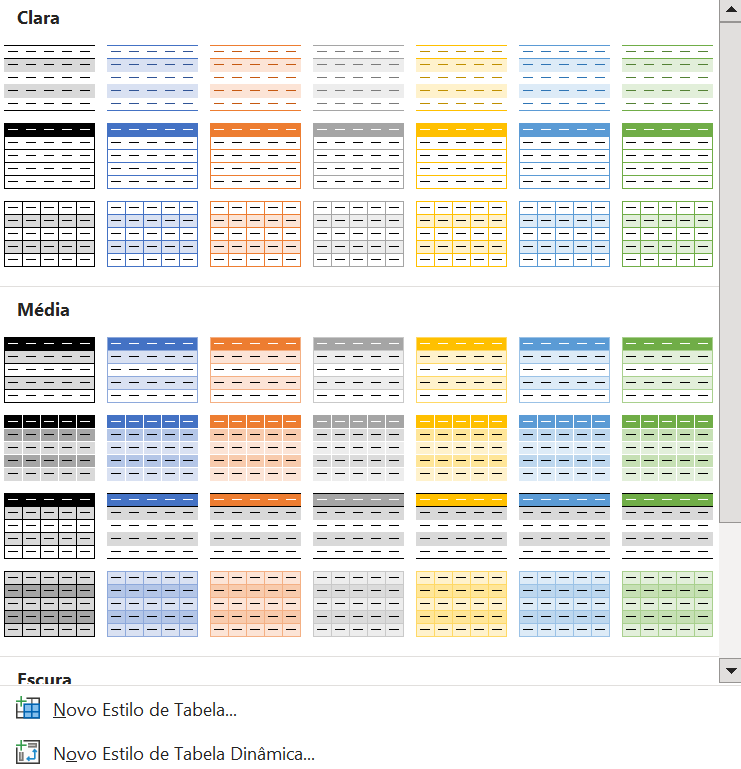 Clara
Média
Escura
Novo Estilo de Tabela...
Novo Estilo de Tabela Dinâmica...